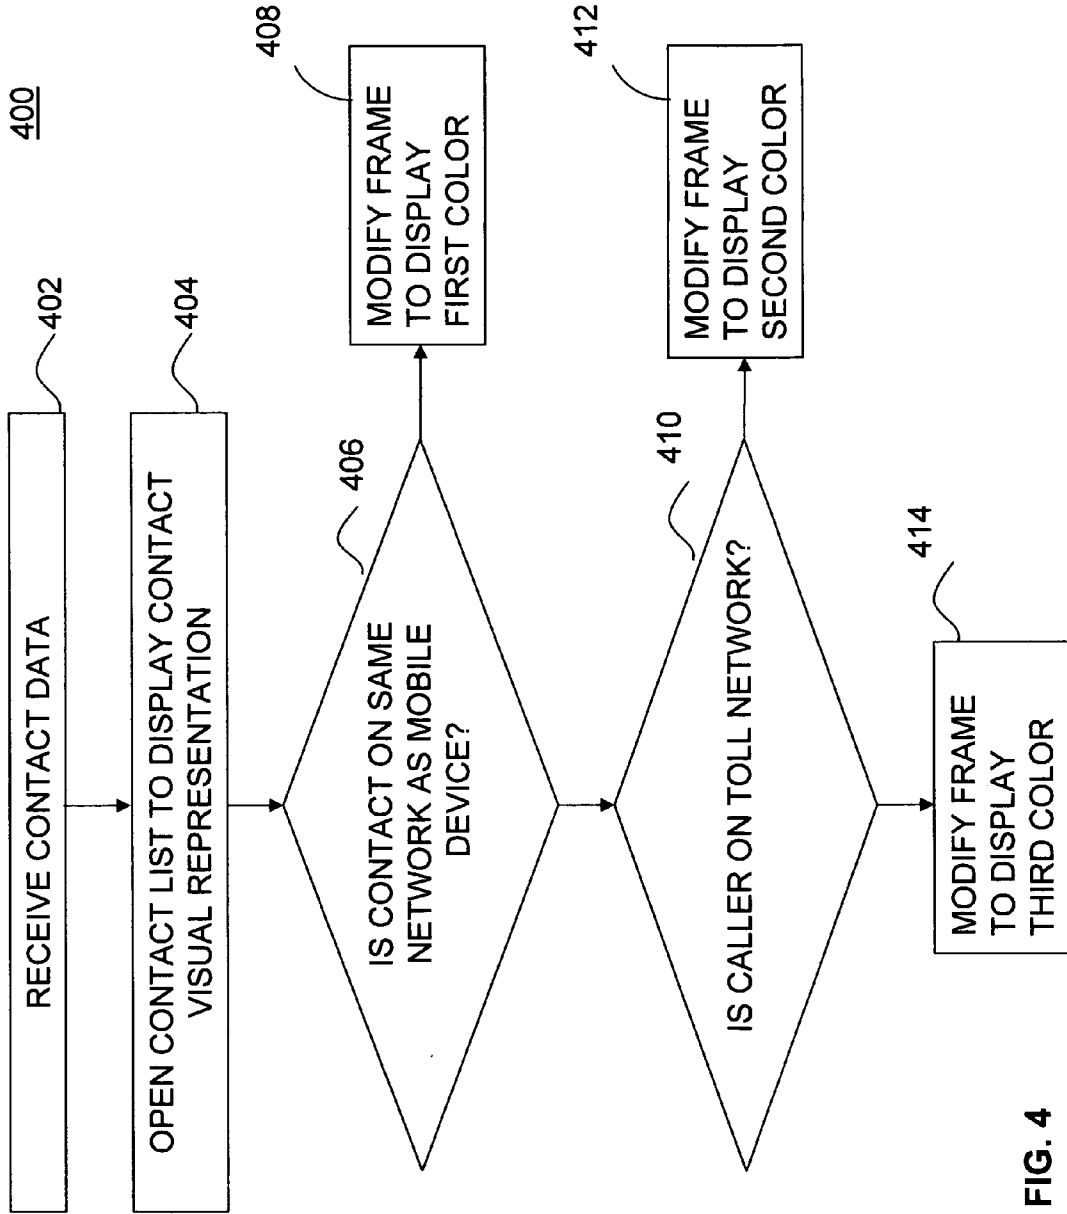 400
RECEIVE CONTACT DATA
402
OPEN CONTACT LIST TO DISPLAY CONTACT
VISUAL REPRESENTATION
404
IS CONTACT ON SAME
NETWORK AS MOBILE
DEVICE?
406
MODIFY FRAME
TO DISPLAY
FIRST COLOR
408
IS CALLER ON TOLL NETWORK?
410
MODIFY FRAME
TO DISPLAY
SECOND COLOR
412
MODIFY FRAME
TO DISPLAY
THIRD COLOR
414
FIG. 4